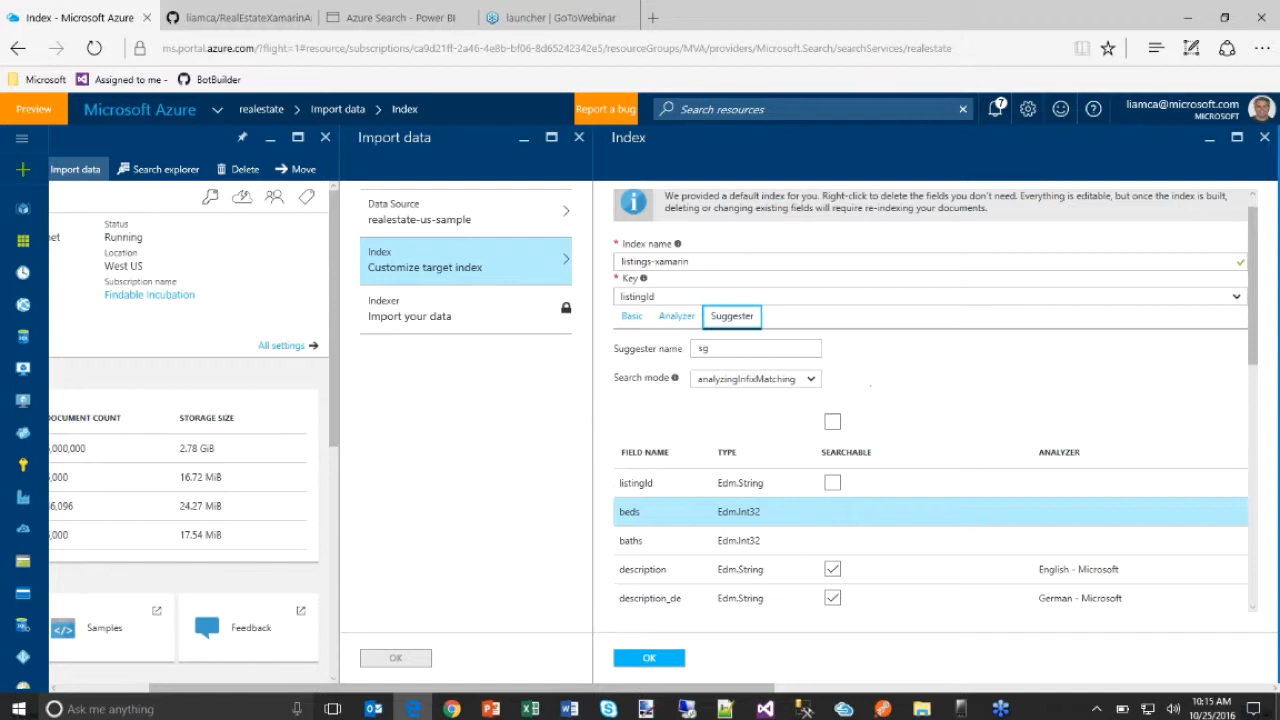 Index - Microsoft Azure
liamca/RealEstateXamarinA
Azure Search - Power BI
launcher | GoToWebinar
ms.portal.azure.com/?flight=1#resource/subscriptions/ca9d21ff-2a46-4e8b-bf06-8d65242342e5/resourceGroups/MVA/providers/Microsoft.Search/searchServices/realestate
Microsoft
Assigned to me -
BotBuilder
Preview
Microsoft Azure
realestate > Import data > Index
Report a bug
Search resources
7
liamca@microsoft.com
MICROSOFT
Import data
Index
Import data
Search explorer
Delete
Move
Status
Running
net
Location
West US
Subscription name
Findable Incubation
All settings
DOCUMENT COUNT
STORAGE SIZE
,000,000
2.78 GiB
,000
16.72 MiB
6,096
24.27 MiB
,000
17.54 MiB
Samples
Feedback
Data Source
realestate-us-sample
Index
Customize target index
Indexer
Import your data
OK
We provided a default index for you. Right-click to delete the fields you don't need. Everything is editable, but once the index is built,
deleting or changing existing fields will require re-indexing your documents.
* Index name
listings-xamarin
* Key
listingId
Basic
Analyzer
Suggester
Suggester name
sg
Search mode
analyzingInfixMatching
FIELD NAME
TYPE
SEARCHABLE
ANALYZER
listingId
Edm.String
beds
Edm.Int32
baths
Edm.Int32
description
Edm.String
English - Microsoft
description_de
Edm.String
German - Microsoft
OK
Ask me anything
10:15 AM
10/25/2016